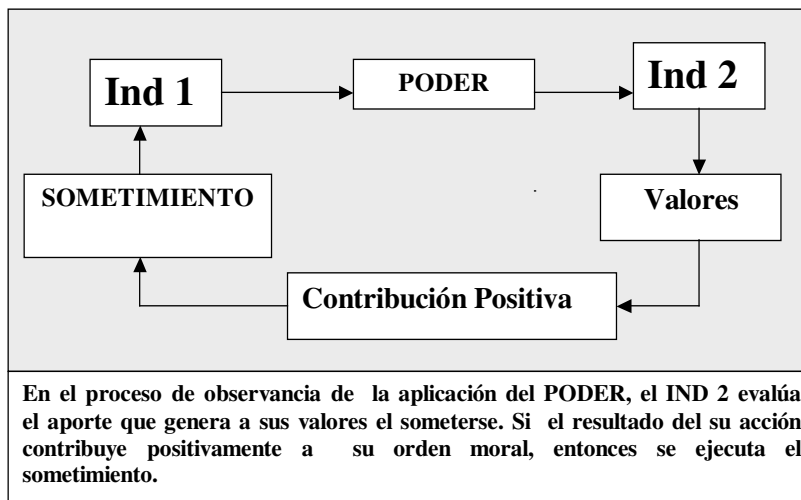 Ind 1
PODER
Ind 2
SOMETIMIENTO
Valores
Contribución Positiva
En el proceso de observancia de la aplicación del PODER, el IND 2 evalúa
el aporte que genera a sus valores el someterse. Si el resultado del su acción
contribuye positivamente a su orden moral, entonces se ejecuta el
sometimiento.